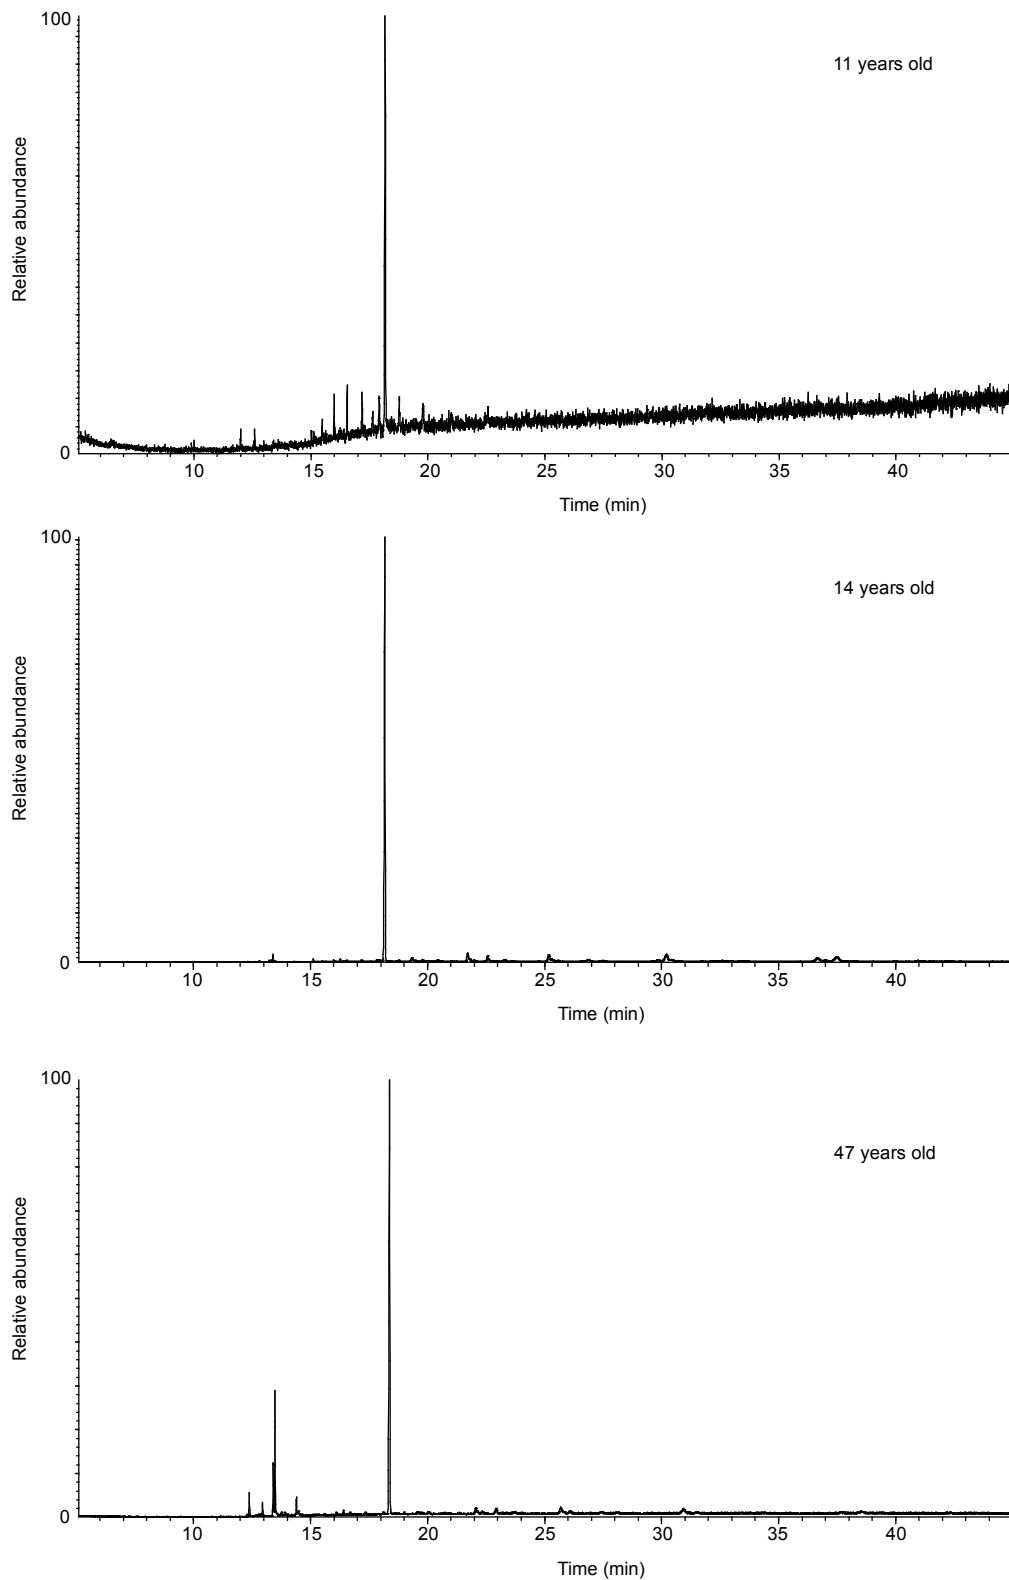 100
11 years old
Relative abundance
0
10 15 20 25 30 35 40
Time (min)
100
14 years old
Relative abundance
0
10 15 20 25 30 35 40
Time (min)
100
47 years old
Relative abundance
0
10 15 20 25 30 35 40
Time (min)